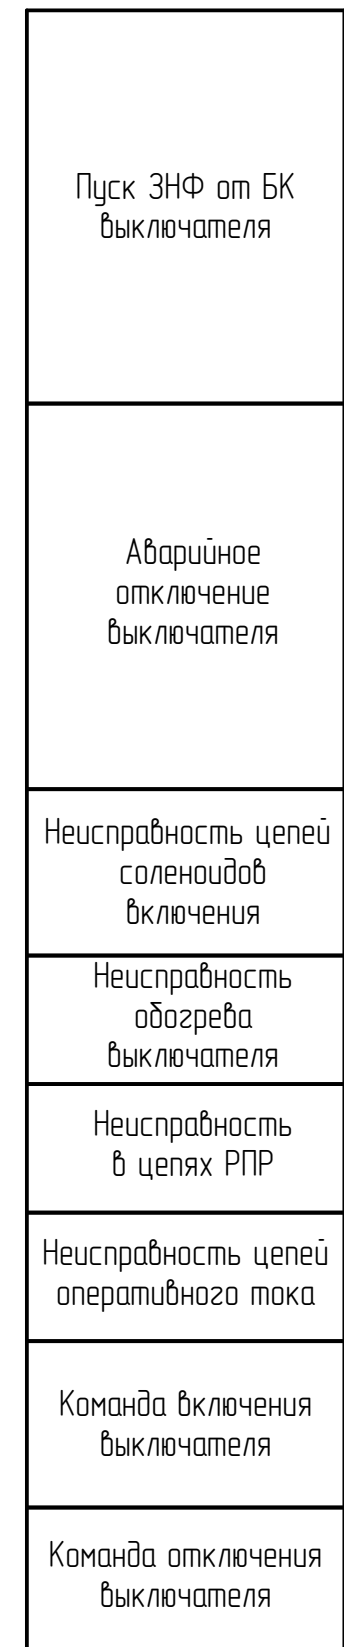 Пуск ЗНФ от БК
выключателя
Аварийное
отключение
выключателя
Неисправность цепей
соленоидов
включения
Неисправность
обогрева
выключателя
Неисправность
в цепях РПР
Неисправность цепей
оперативного тока
Команда включения
выключателя
Команда отключения
выключателя